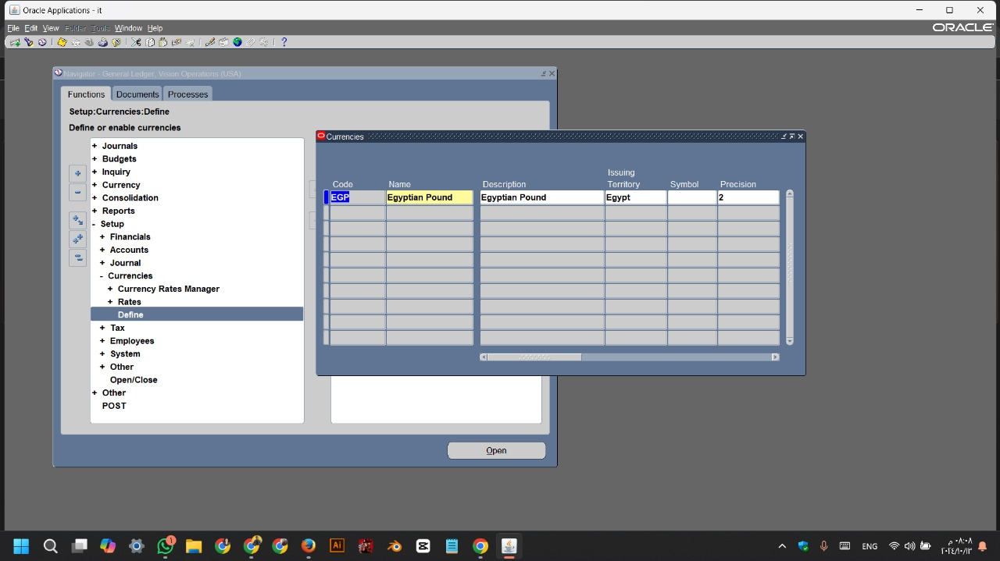 Oracle Applications - it
File Edit View Folder Tools Window Help
ORACLE
Navigator - General Ledger, Vision Operations (USA)
Functions Documents Processes
Setup:Currencies:Define
Define or enable currencies
+ Journals
+ Budgets
+ Inquiry
+ Currency
+ Consolidation
+ Reports
- Setup
+ Financials
+ Accounts
+ Journal
- Currencies
+ Currency Rates Manager
+ Rates
Define
+ Tax
+ Employees
+ System
+ Other
Open/Close
+ Other
POST
Open
Currencies
Issuing
Code Name Description Territory Symbol Precision
EGP Egyptian Pound Egyptian Pound Egypt 2
1
Ai
ENG
٠٨:٠٨ م
٢٠٢٤/١٠/١٣